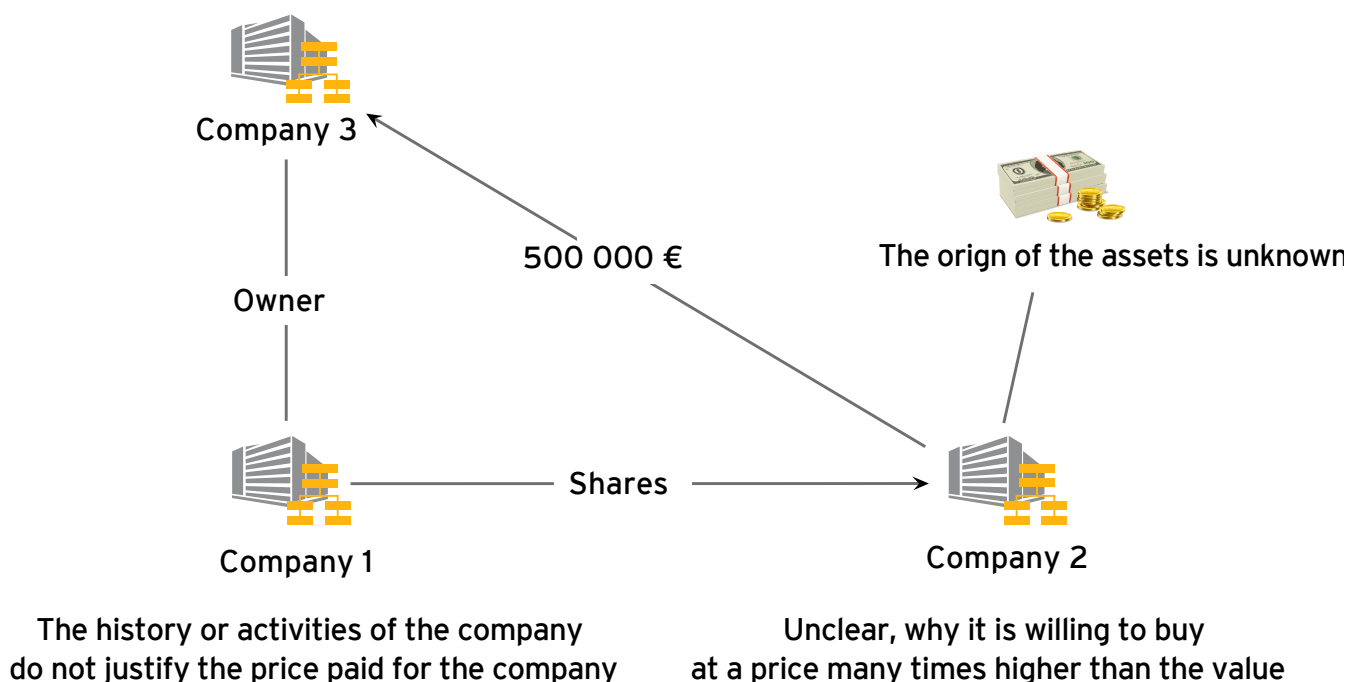 Company 3
500 000 €
The orign of the assets is unknown
Owner
Shares
Company 1
Company 2
The history or activities of the company
do not justify the price paid for the company
Unclear, why it is willing to buy
at a price many times higher than the value